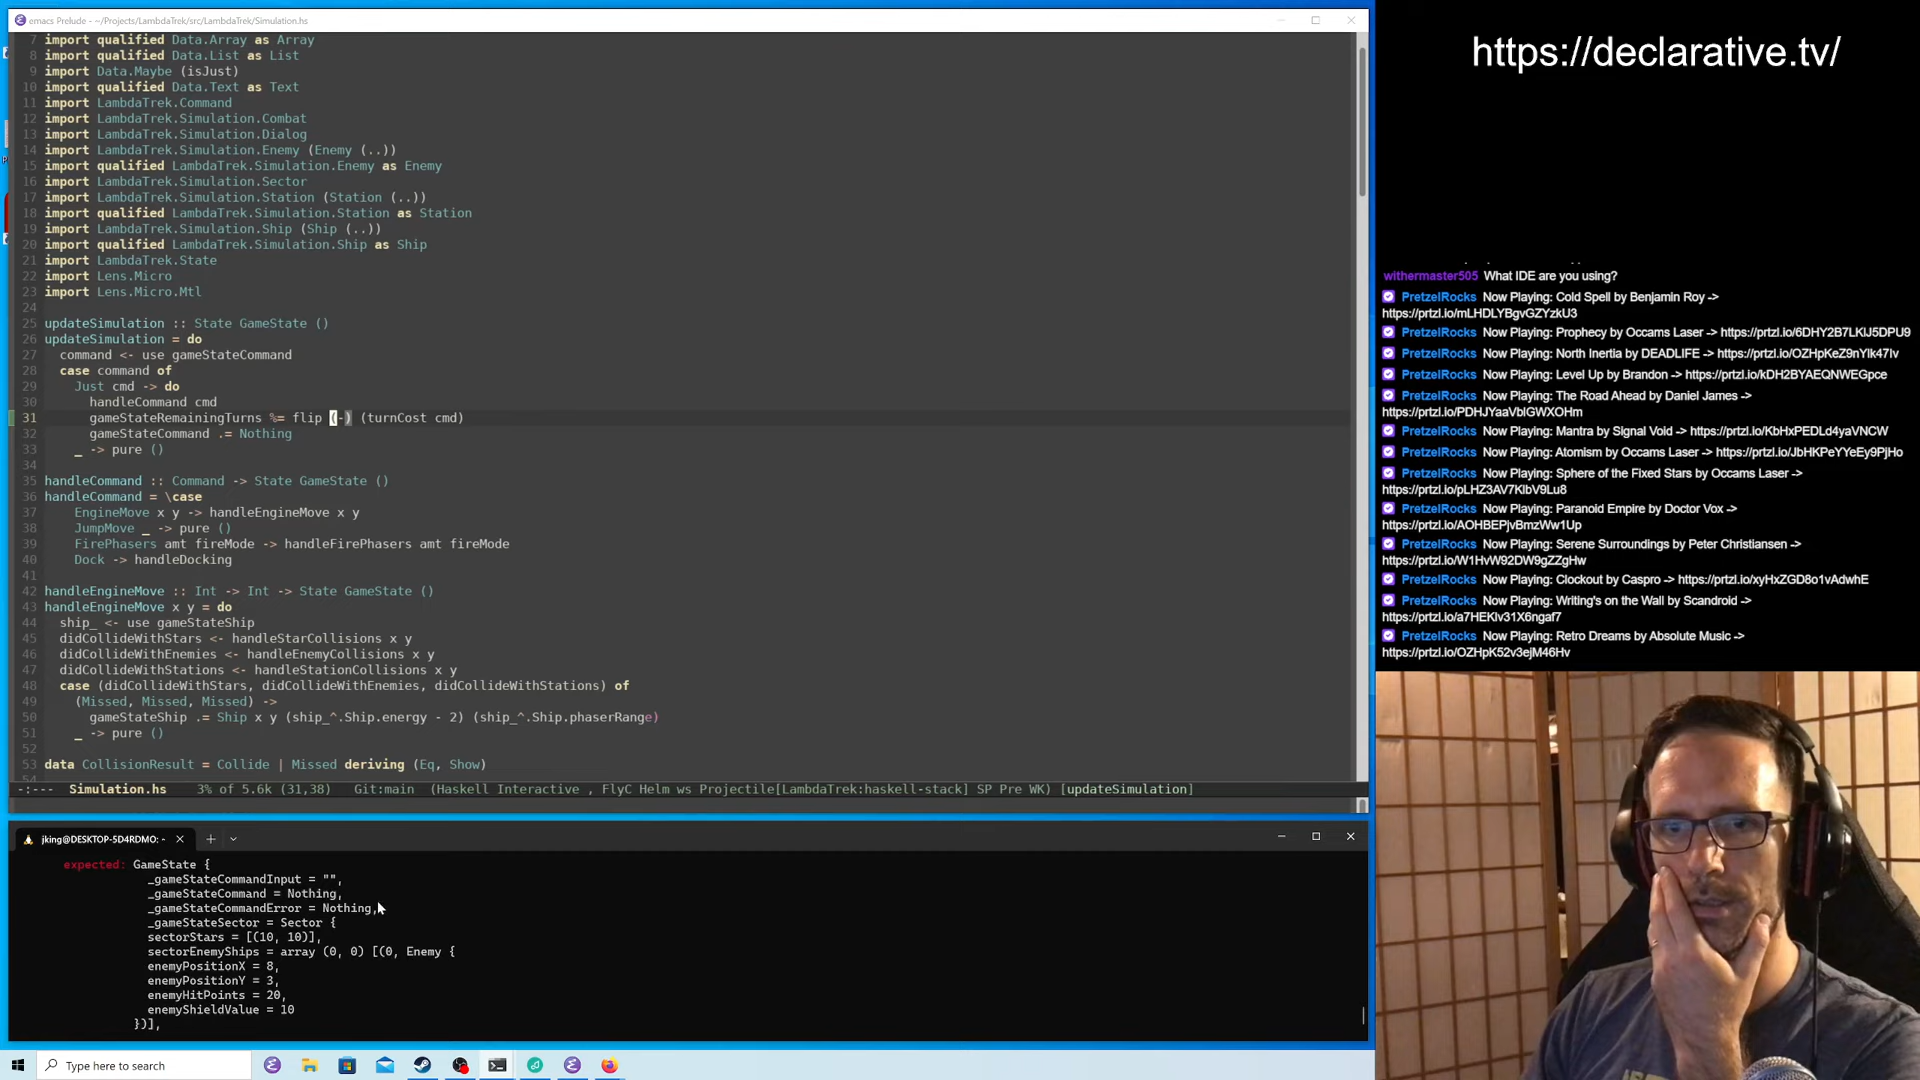 emacs Prelude - ~/Projects/LambdaTrek/src/LambdaTrek/Simulation.hs
7 import qualified Data.Array as Array
8 import qualified Data.List as List
9 import Data.Maybe (isJust)
10 import qualified Data.Text as Text
11 import LambdaTrek.Command
12 import LambdaTrek.Simulation.Combat
13 import LambdaTrek.Simulation.Dialog
14 import LambdaTrek.Simulation.Enemy (Enemy (..))
15 import qualified LambdaTrek.Simulation.Enemy as Enemy
16 import LambdaTrek.Simulation.Sector
17 import LambdaTrek.Simulation.Station (Station (..))
18 import qualified LambdaTrek.Simulation.Station as Station
19 import LambdaTrek.Simulation.Ship (Ship (..))
20 import qualified LambdaTrek.Simulation.Ship as Ship
21 import LambdaTrek.State
22 import Lens.Micro
23 import Lens.Micro.Mtl
24
25 updateSimulation :: State GameState ()
26 updateSimulation = do
27 command <- use gameStateCommand
28 case command of
29 Just cmd -> do
30 handleCommand cmd
31 gameStateRemainingTurns %= flip (-) (turnCost cmd)
32 gameStateCommand .= Nothing
33 _ -> pure ()
34
35 handleCommand :: Command -> State GameState ()
36 handleCommand = \case
37 EngineMove x y -> handleEngineMove x y
38 JumpMove _ -> pure ()
39 FirePhasers amt fireMode -> handleFirePhasers amt fireMode
40 Dock -> handleDocking
41
42 handleEngineMove :: Int -> Int -> State GameState ()
43 handleEngineMove x y = do
44 ship_ <- use gameStateShip
45 didCollideWithStars <- handleStarCollisions x y
46 didCollideWithEnemies <- handleEnemyCollisions x y
47 didCollideWithStations <- handleStationCollisions x y
48 case (didCollideWithStars, didCollideWithEnemies, didCollideWithStations) of
49 (Missed, Missed, Missed) ->
50 gameStateShip .= Ship x y (ship_^.Ship.energy - 2) (ship_^.Ship.phaserRange)
51 _ -> pure ()
52
53 data CollisionResult = Collide | Missed deriving (Eq, Show)
-:--- Simulation.hs 3% of 5.6k (31,38) Git:main (Haskell Interactive , FlyC Helm ws Projectile[LambdaTrek:haskell-stack] SP Pre WK) [updateSimulation]
jking@DESKTOP-5D4RDMO: ~
expected: GameState {
_gameStateCommandInput = "",
_gameStateCommand = Nothing,
_gameStateCommandError = Nothing,
_gameStateSector = Sector {
sectorStars = [(10, 10)],
sectorEnemyShips = array (0, 0) [(0, Enemy {
enemyPositionX = 8,
enemyPositionY = 3,
enemyHitPoints = 20,
enemyShieldValue = 10
})],
Type here to search
https://declarative.tv/
withermaster505 What IDE are you using?
PretzelRocks Now Playing: Cold Spell by Benjamin Roy ->
https://prtzl.io/mLHDLYBgvGZYzkU3
PretzelRocks Now Playing: Prophecy by Occams Laser -> https://prtzl.io/6DHY2B7LKlJ5DPU9
PretzelRocks Now Playing: North Inertia by DEADLIFE -> https://prtzl.io/OZHpKeZ9nYlk47Iv
PretzelRocks Now Playing: Level Up by Brandon -> https://prtzl.io/kDH2BYAEQNWEGpce
PretzelRocks Now Playing: The Road Ahead by Daniel James ->
https://prtzl.io/PDHJYaaVblGWXOHm
PretzelRocks Now Playing: Mantra by Signal Void -> https://prtzl.io/KbHxPEDLd4yaVNCW
PretzelRocks Now Playing: Atomism by Occams Laser -> https://prtzl.io/JbHKPeYYeEy9PjHo
PretzelRocks Now Playing: Sphere of the Fixed Stars by Occams Laser ->
https://prtzl.io/pLHZ3AV7KlbV9Lu8
PretzelRocks Now Playing: Paranoid Empire by Doctor Vox ->
https://prtzl.io/AOHBEPjvBmzWw1Up
PretzelRocks Now Playing: Serene Surroundings by Peter Christiansen ->
https://prtzl.io/W1HvW92DW9gZZgHw
PretzelRocks Now Playing: Clockout by Caspro -> https://prtzl.io/xyHxZGD8o1vAdwhE
PretzelRocks Now Playing: Writing's on the Wall by Scandroid ->
https://prtzl.io/a7HEKlv31X6ngaf7
PretzelRocks Now Playing: Retro Dreams by Absolute Music ->
https://prtzl.io/OZHpK52v3ejM46Hv